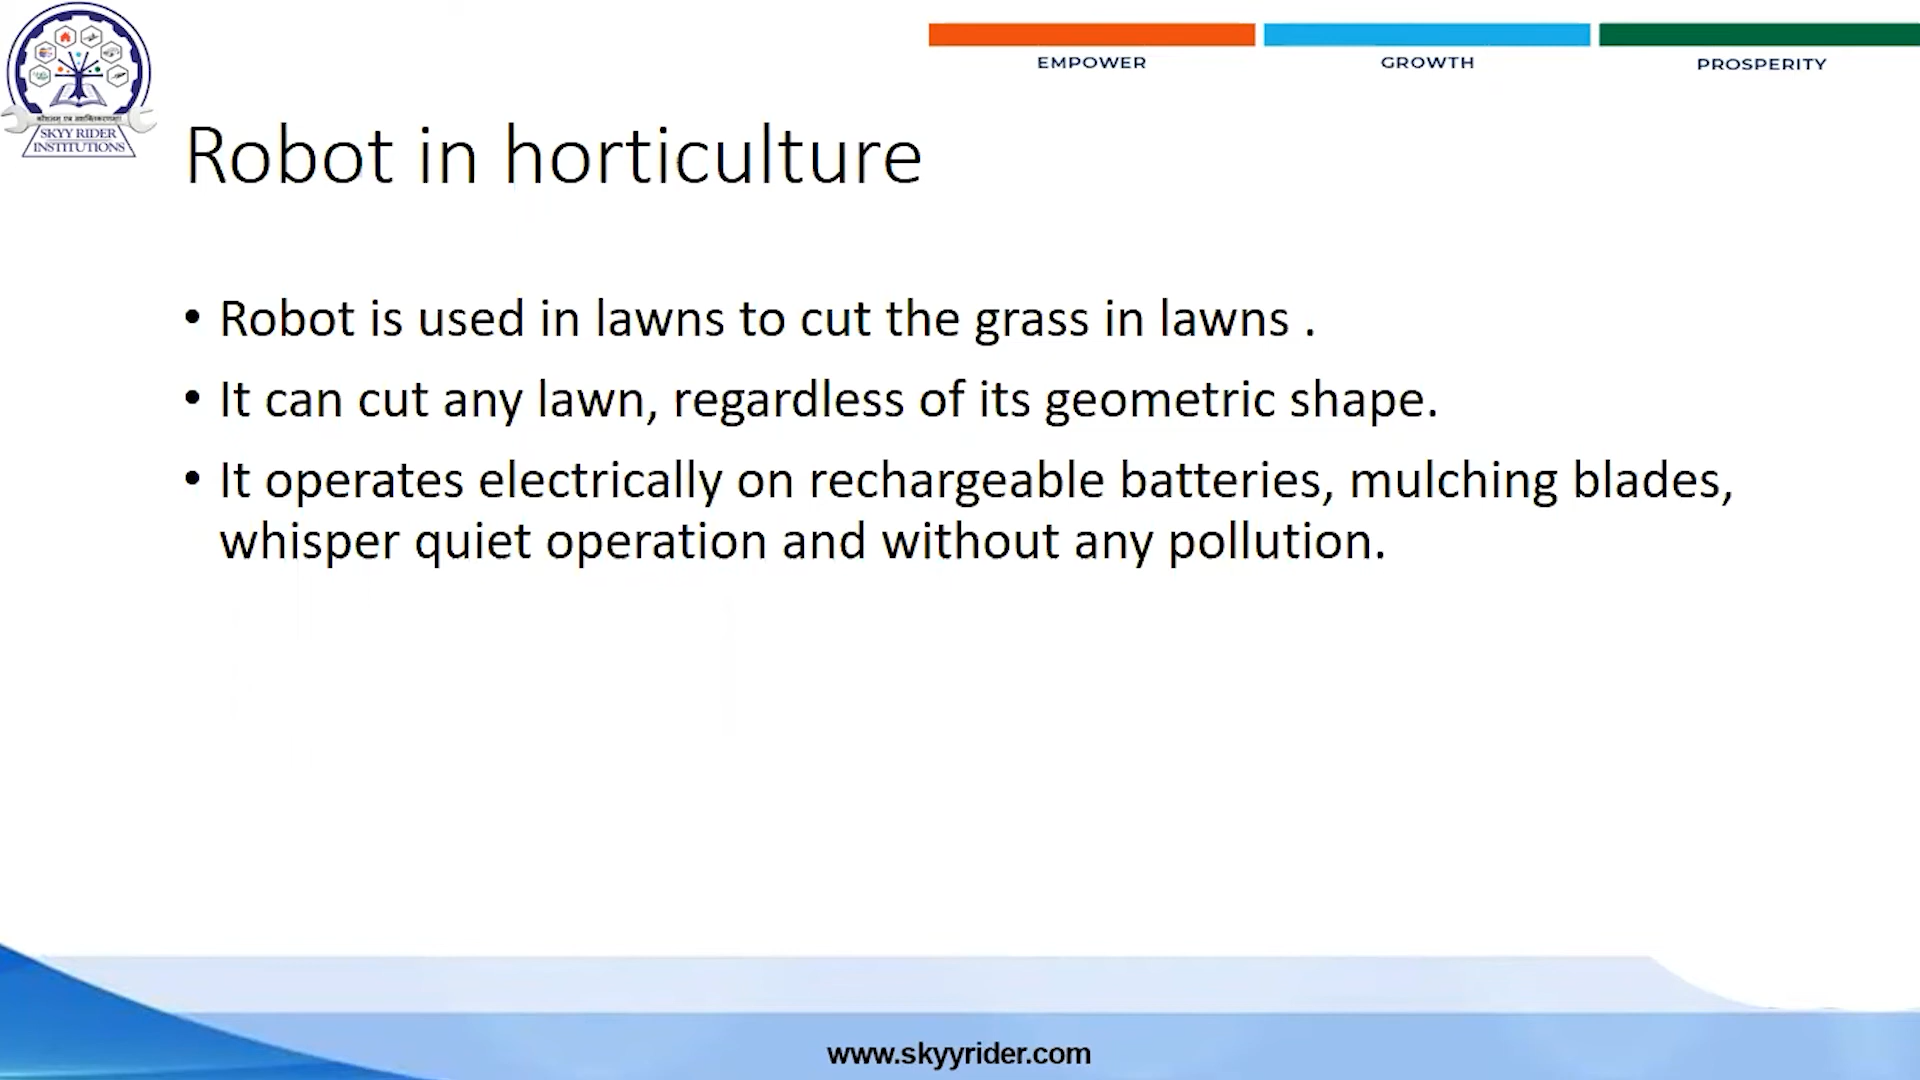 EMPOWER
GROWTH
PROSPERITY
SKYY RIDER
INSTITUTIONS
Robot in horticulture
• Robot is used in lawns to cut the grass in lawns .
• It can cut any lawn, regardless of its geometric shape.
• It operates electrically on rechargeable batteries, mulching blades,
whisper quiet operation and without any pollution.
www.skyyrider.com